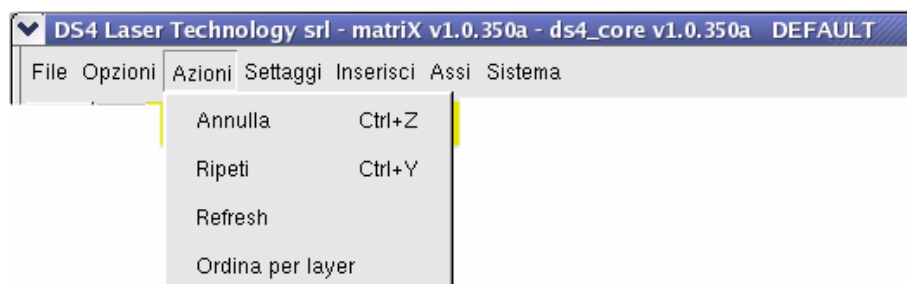 DS4 Laser Technology srl - matriX v1.0.350a - ds4_core v1.0.350a DEFAULT
File Opzioni Azioni Settaggi Inserisci Assi Sistema
Annulla Ctrl+Z
Ripeti Ctrl+Y
Refresh
Ordina per layer